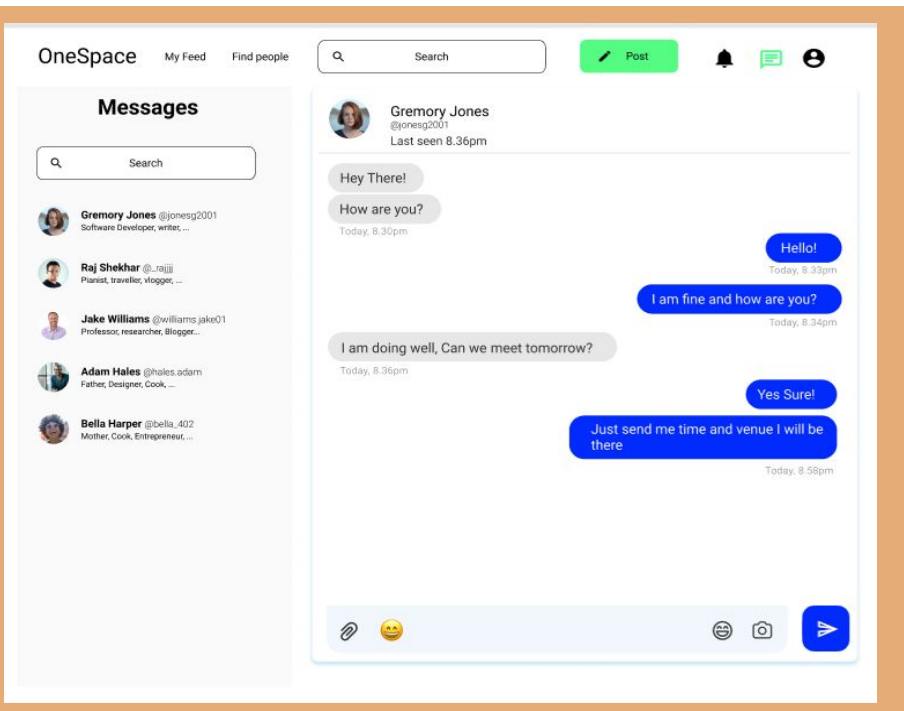 OneSpace My Feed Find people Search Post
Messages
Search
Gremory Jones @jonesg2001
Software Developer, writer, ...
Raj Shekhar @_rajjjj
Pianist, traveller, vlogger, ...
Jake Williams @williams.jake01
Professor, researcher, Blogger...
Adam Hales @hales.adam
Father, Designer, Cook, ...
Bella Harper @bella_402
Mother, Cook, Entrepreneur, ...
Gremory Jones
@jonesg2001
Last seen 8.36pm
Hey There!
How are you?
Today, 8.30pm
Hello!
Today, 8.33pm
I am fine and how are you?
Today, 8.34pm
I am doing well, Can we meet tomorrow?
Today, 8.36pm
Yes Sure!
Just send me time and venue I will be
there
Today, 8.58pm